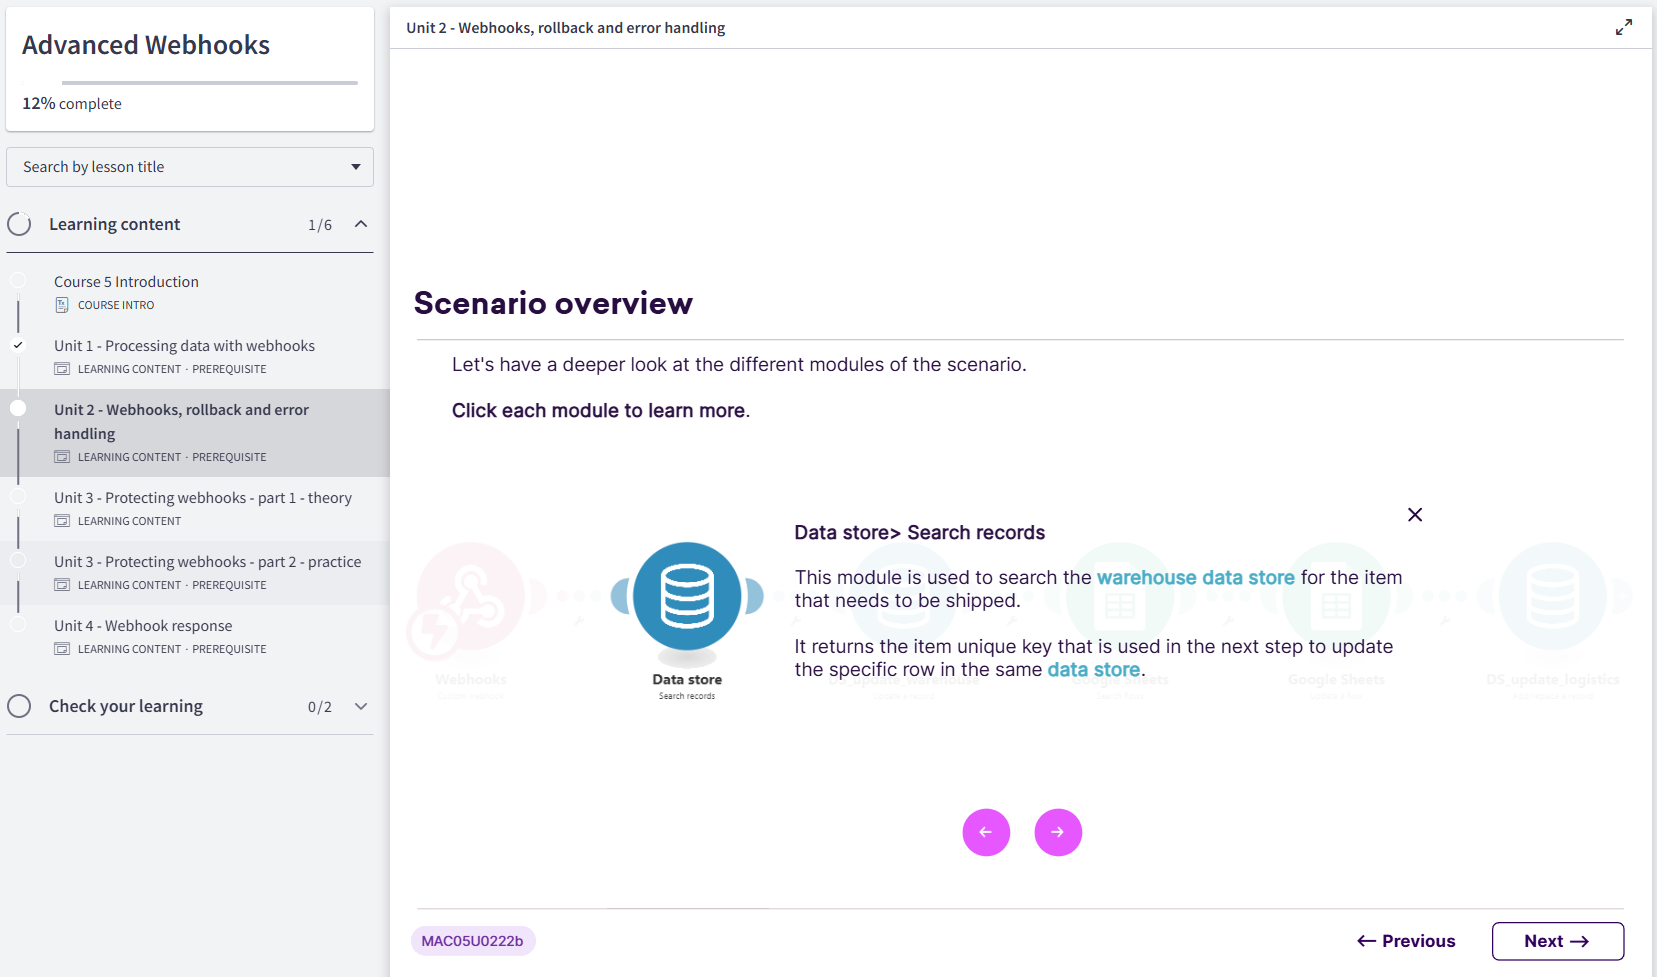 Advanced Webhooks
12% complete
Search by lesson title
Learning content 1/6
Course 5 Introduction
COURSE INTRO
Unit 1 - Processing data with webhooks
LEARNING CONTENT · PREREQUISITE
Unit 2 - Webhooks, rollback and error
handling
LEARNING CONTENT · PREREQUISITE
Unit 3 - Protecting webhooks - part 1 - theory
LEARNING CONTENT
Unit 3 - Protecting webhooks - part 2 - practice
LEARNING CONTENT · PREREQUISITE
Unit 4 - Webhook response
LEARNING CONTENT · PREREQUISITE
Check your learning 0/2
Unit 2 - Webhooks, rollback and error handling
Scenario overview
Let's have a deeper look at the different modules of the scenario.
Click each module to learn more.
Data store> Search records
This module is used to search the warehouse data store for the item
that needs to be shipped.
It returns the item unique key that is used in the next step to update
the specific row in the same data store.
Webhooks
Data store
Search records
DS_update_warehouse
Google Sheets
Google Sheets
DS_update_logistics
MAC05U0222b
← Previous
Next →